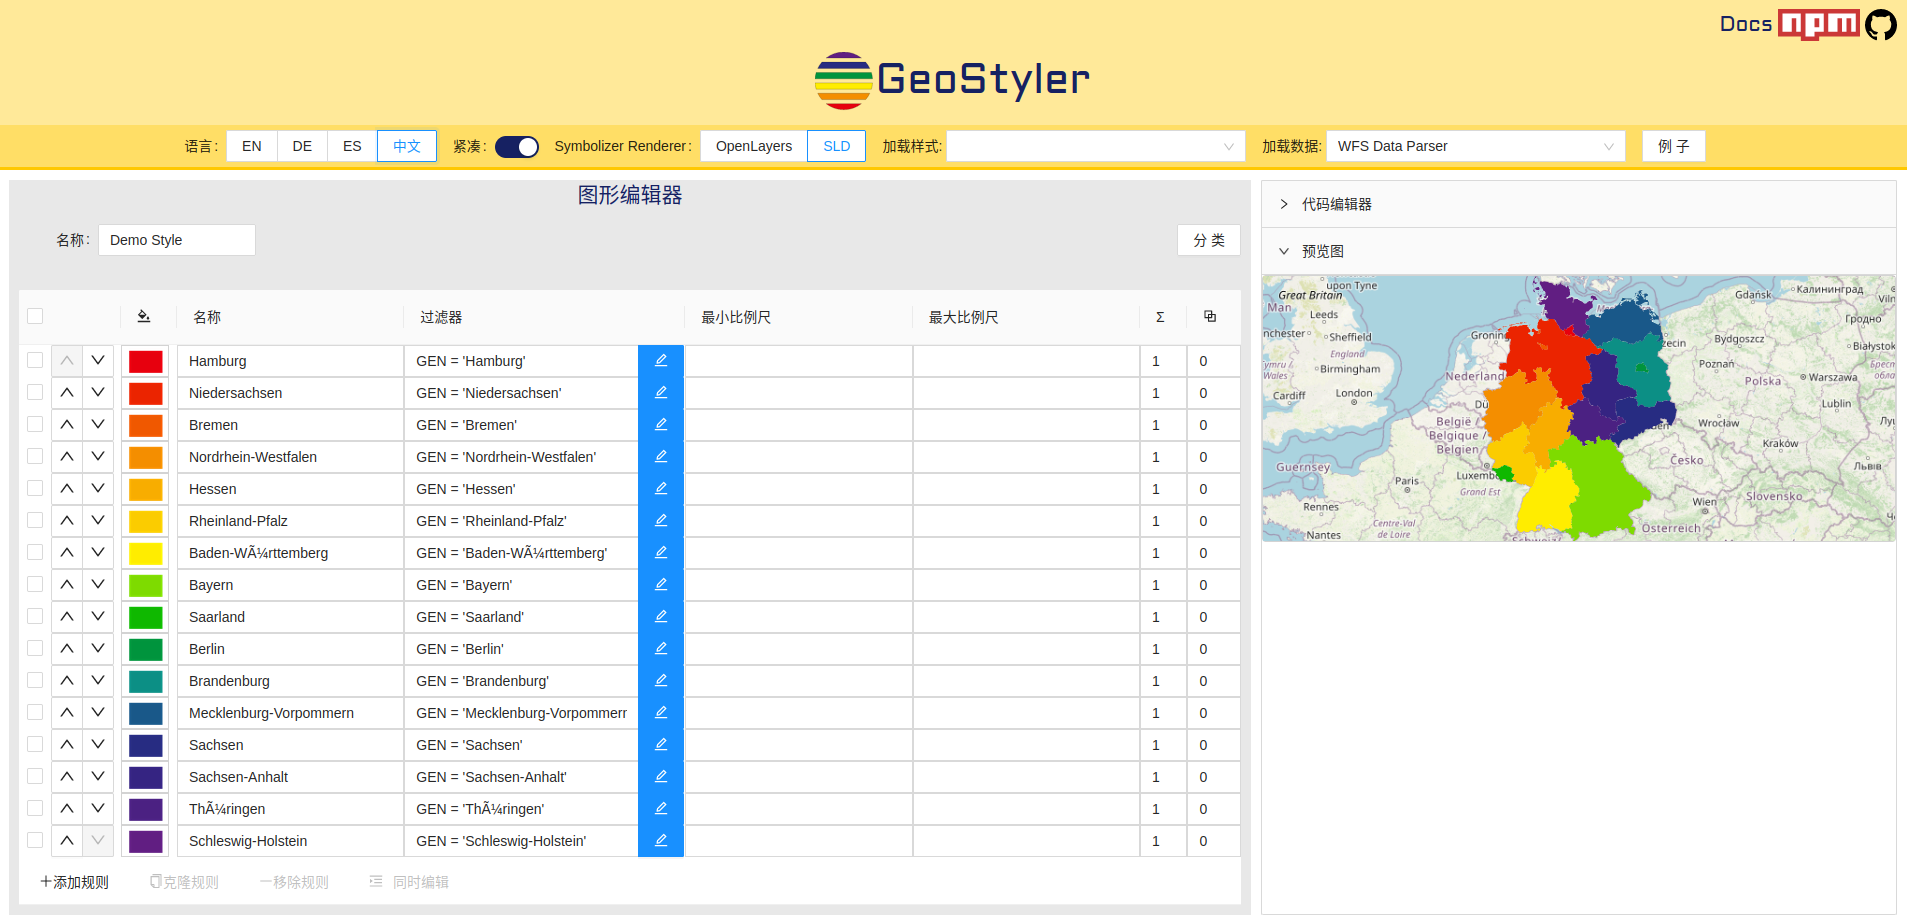 Docs npm
GeoStyler
语言: EN DE ES 中文 紧凑: Symbolizer Renderer: OpenLayers SLD 加载样式: 加载数据: WFS Data Parser 例 子
图形编辑器
名称: Demo Style 分 类
名称 过滤器 最小比例尺 最大比例尺 Σ
Hamburg GEN = 'Hamburg' 1 0
Niedersachsen GEN = 'Niedersachsen' 1 0
Bremen GEN = 'Bremen' 1 0
Nordrhein-Westfalen GEN = 'Nordrhein-Westfalen' 1 0
Hessen GEN = 'Hessen' 1 0
Rheinland-Pfalz GEN = 'Rheinland-Pfalz' 1 0
Baden-WÃ¼rttemberg GEN = 'Baden-WÃ¼rttemberg' 1 0
Bayern GEN = 'Bayern' 1 0
Saarland GEN = 'Saarland' 1 0
Berlin GEN = 'Berlin' 1 0
Brandenburg GEN = 'Brandenburg' 1 0
Mecklenburg-Vorpommern GEN = 'Mecklenburg-Vorpommern 1 0
Sachsen GEN = 'Sachsen' 1 0
Sachsen-Anhalt GEN = 'Sachsen-Anhalt' 1 0
ThÃ¼ringen GEN = 'ThÃ¼ringen' 1 0
Schleswig-Holstein GEN = 'Schleswig-Holstein' 1 0
添加规则 克隆规则 移除规则 同时编辑
代码编辑器
预览图
upon Tyne
Great Britain
Man
Leeds
nchester
Sheffield
England
Birmingham
Cymru /
Wales
Cardiff
London
Guernsey
Rennes
Nantes
Paris
Centre-Val
de Loire
Grand Est
Luxemb
België /
Belgique /
Belgien
Nederland
Groning
Dü
Gdańsk
Калининград
Viln
Гродно
Białystok
Bydgoszcz
Poznań
Polska
Warszawa
Lublin
Wrocław
Kraków
Česko
Львів
Wien
Slovensko
Österreich
Schweiz/
zecin